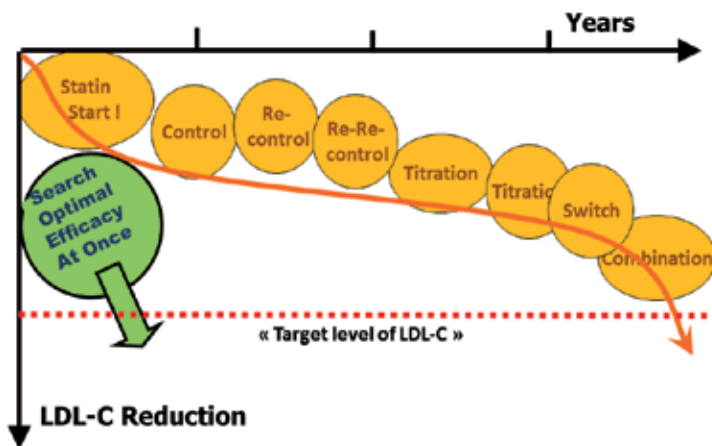 Years
Statin
Start !
Control
Re-
control
Re-Re-
control
Titration
Titratic
Switch
Combination
Search
Optimal
Efficacy
At Once
« Target level of LDL-C »
LDL-C Reduction